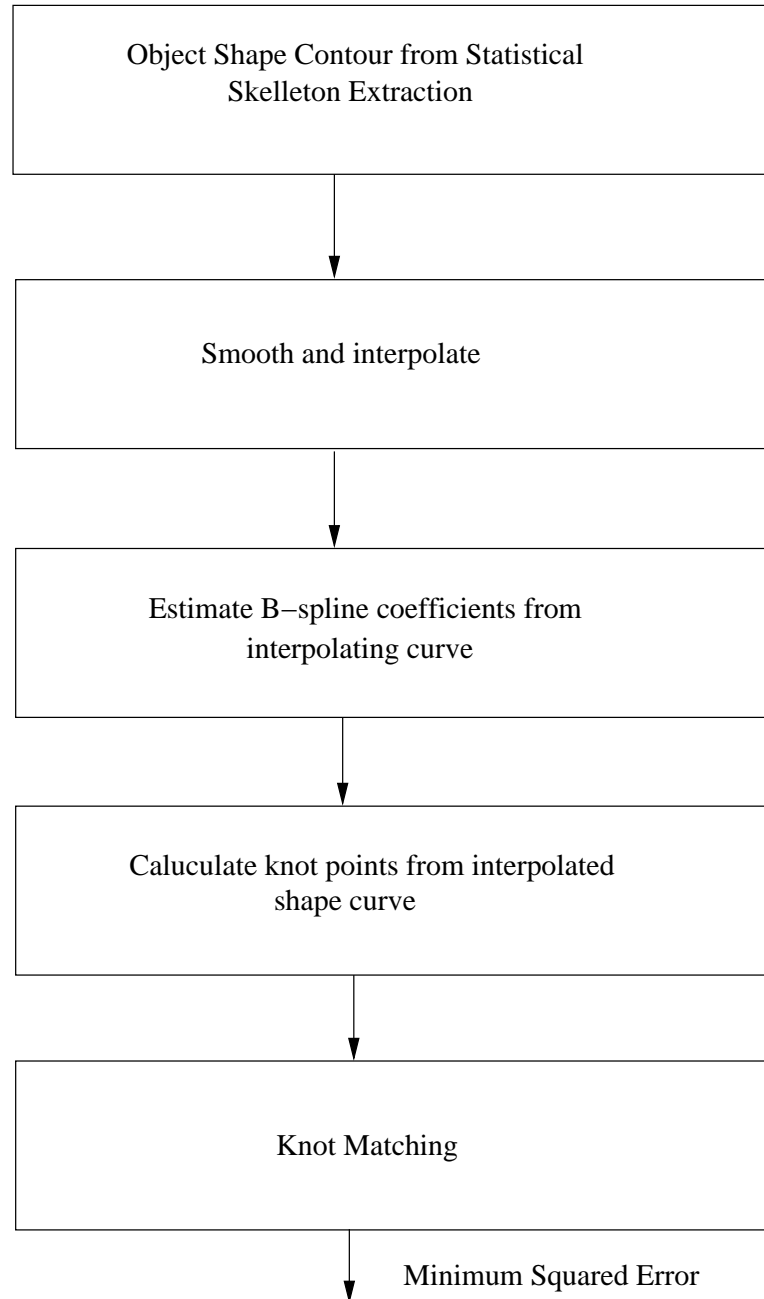 Object Shape Contour from Statistical
Skelleton Extraction
Smooth and interpolate
Estimate B−spline coefficients from
interpolating curve
Caluculate knot points from interpolated
shape curve
Knot Matching
Minimum Squared Error